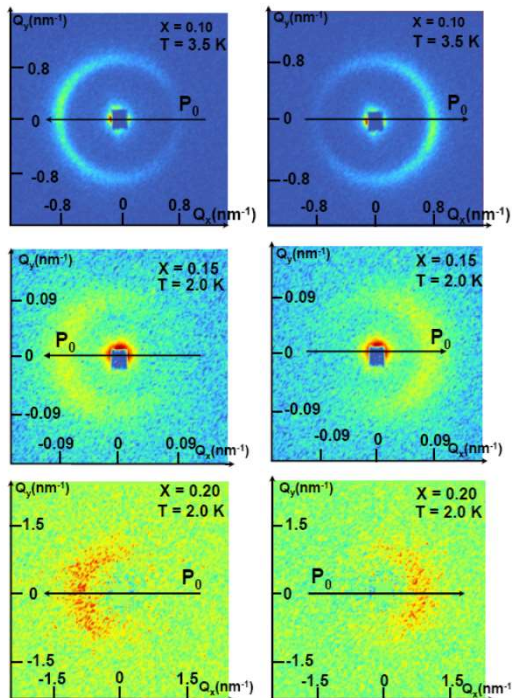 Qy(nm-1)
X = 0.10
T = 3.5 K
0.8
P0
0
-0.8
-0.8 0 0.8
Qx(nm-1)
Qy(nm-1)
X = 0.10
T = 3.5 K
0.8
P0
0
-0.8
-0.8 0 0.8
Qx(nm-1)
Qy(nm-1)
X = 0.15
T = 2.0 K
0.09
P0
0
-0.09
-0.09 0 0.09
Qx(nm-1)
Qy(nm-1)
X = 0.15
T = 2.0 K
0.09
P0
0
-0.09
-0.09 0 0.09
Qx(nm-1)
Qy(nm-1)
X = 0.20
T = 2.0 K
1.5
P0
0
-1.5
-1.5 0 1.5
Qx(nm-1)
Qy(nm-1)
X = 0.20
T = 2.0 K
1.5
P0
0
-1.5
-1.5 0 1.5
Qx(nm-1)